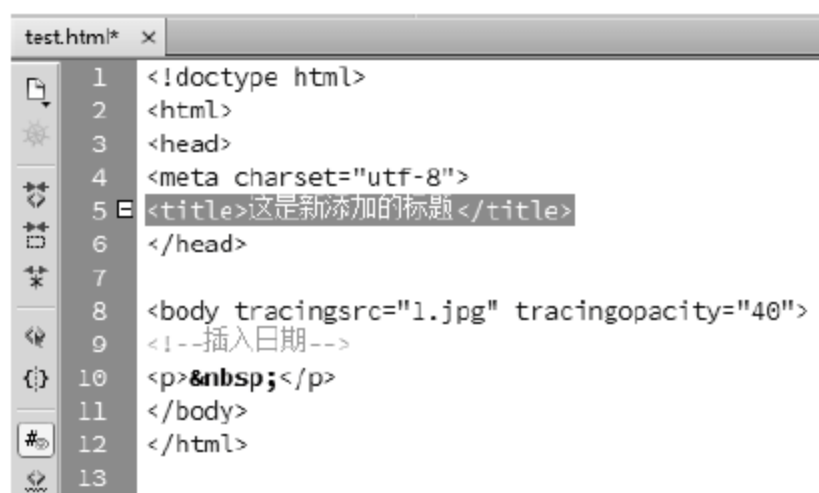 test.html* ×
1 <!doctype html>
2 <html>
3 <head>
4 <meta charset="utf-8">
5 <title>这是新添加的标题</title>
6 </head>
7
8 <body tracingsrc="1.jpg" tracingopacity="40">
9 <!--插入日期-->
10 <p>&nbsp;</p>
11 </body>
12 </html>
13